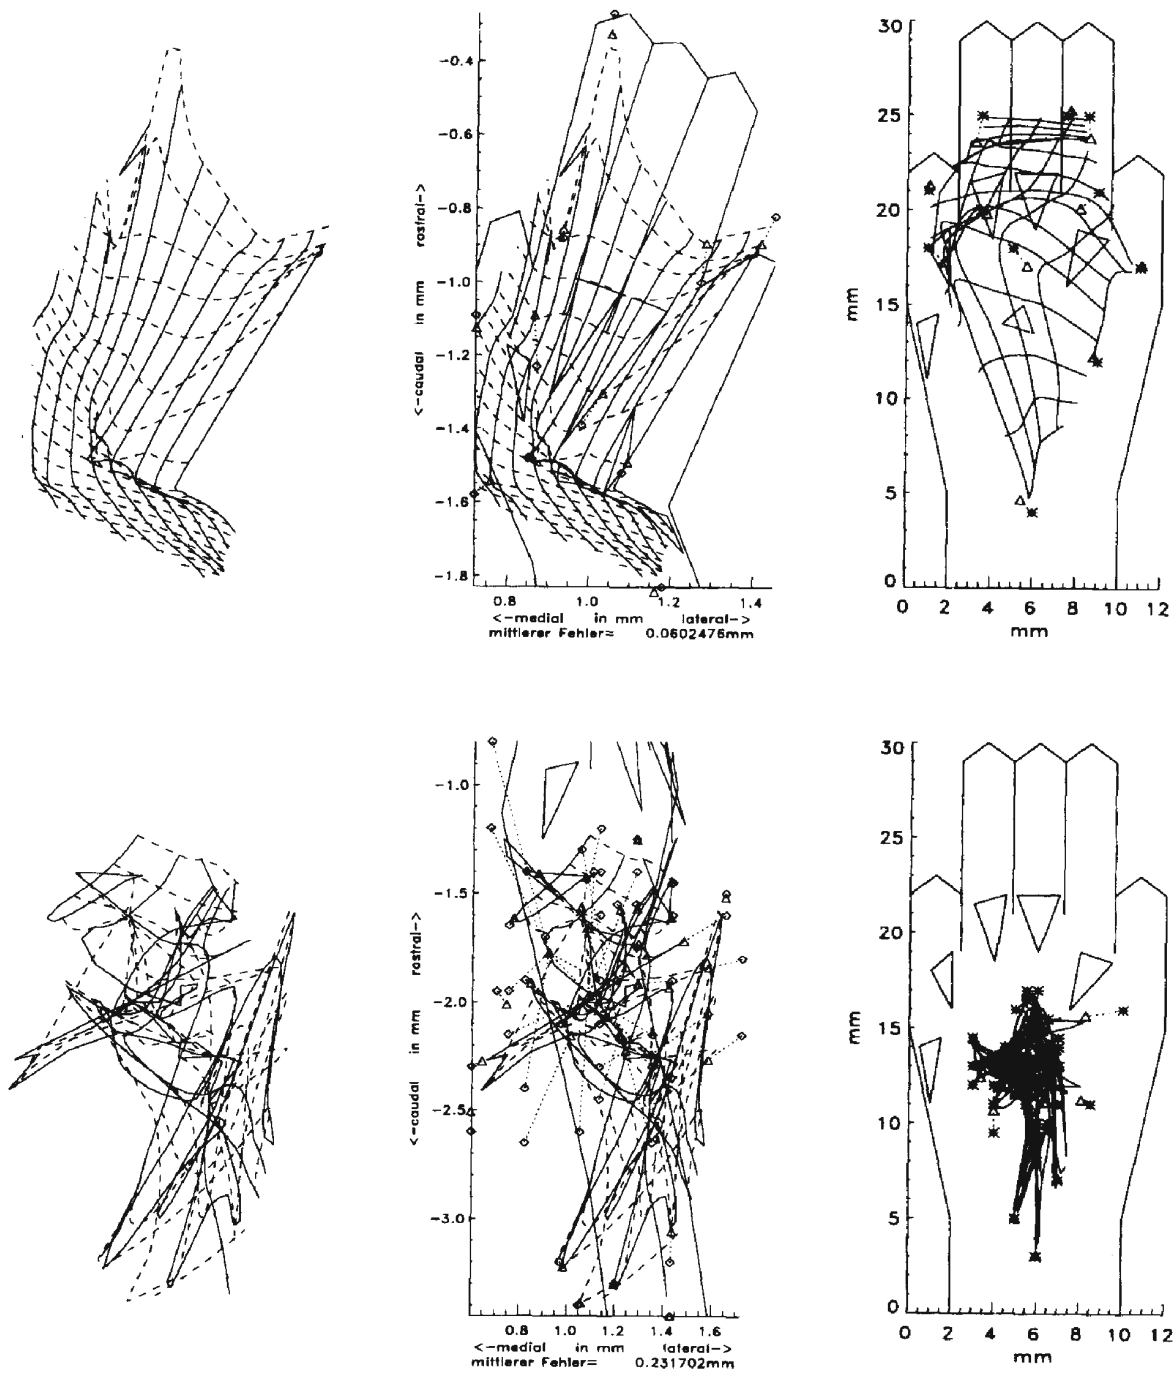 -0.4
-0.6
-0.8
-1.0
-1.2
-1.4
-1.6
-1.8
<-caudal in mm rostral->
0.8 1.0 1.2 1.4
<-medial in mm lateral->
mittlerer Fehler= 0.0602476mm
30
25
20
15
10
5
0
mm
0 2 4 6 8 10 12
mm
-1.0
-1.5
-2.0
-2.5
-3.0
<-caudal in mm rostral->
0.8 1.0 1.2 1.4 1.6
<-medial in mm lateral->
mittlerer Fehler= 0.231702mm
30
25
20
15
10
5
0
mm
0 2 4 6 8 10 12
mm